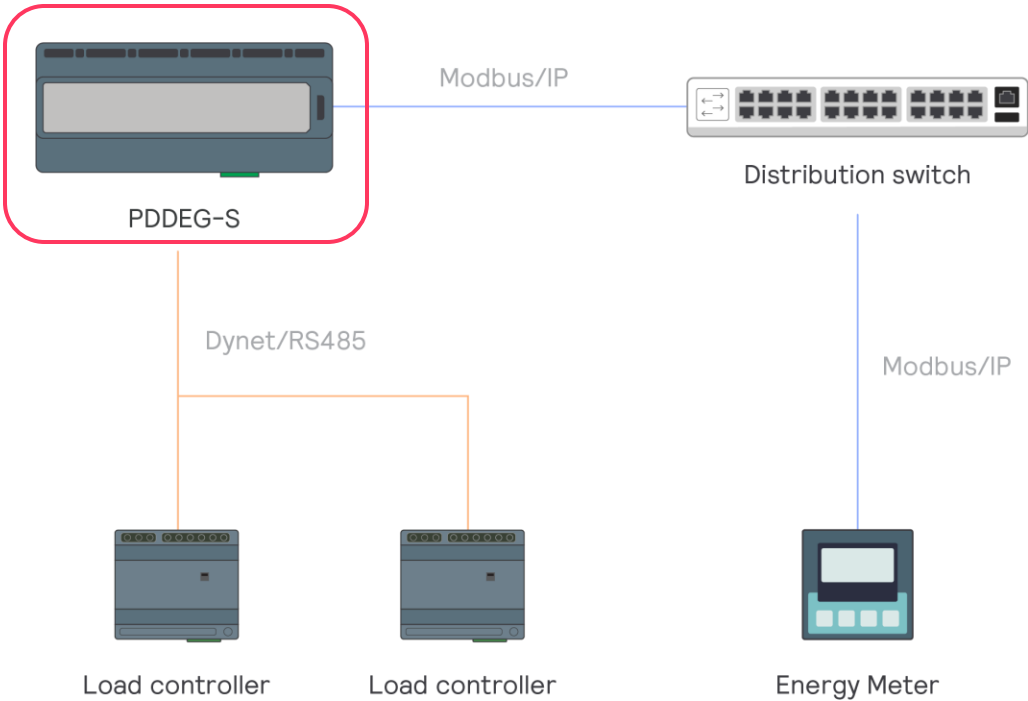 Modbus/IP
Distribution switch
PDDEG-S
Dynet/RS485
Modbus/IP
Load controller
Load controller
Energy Meter